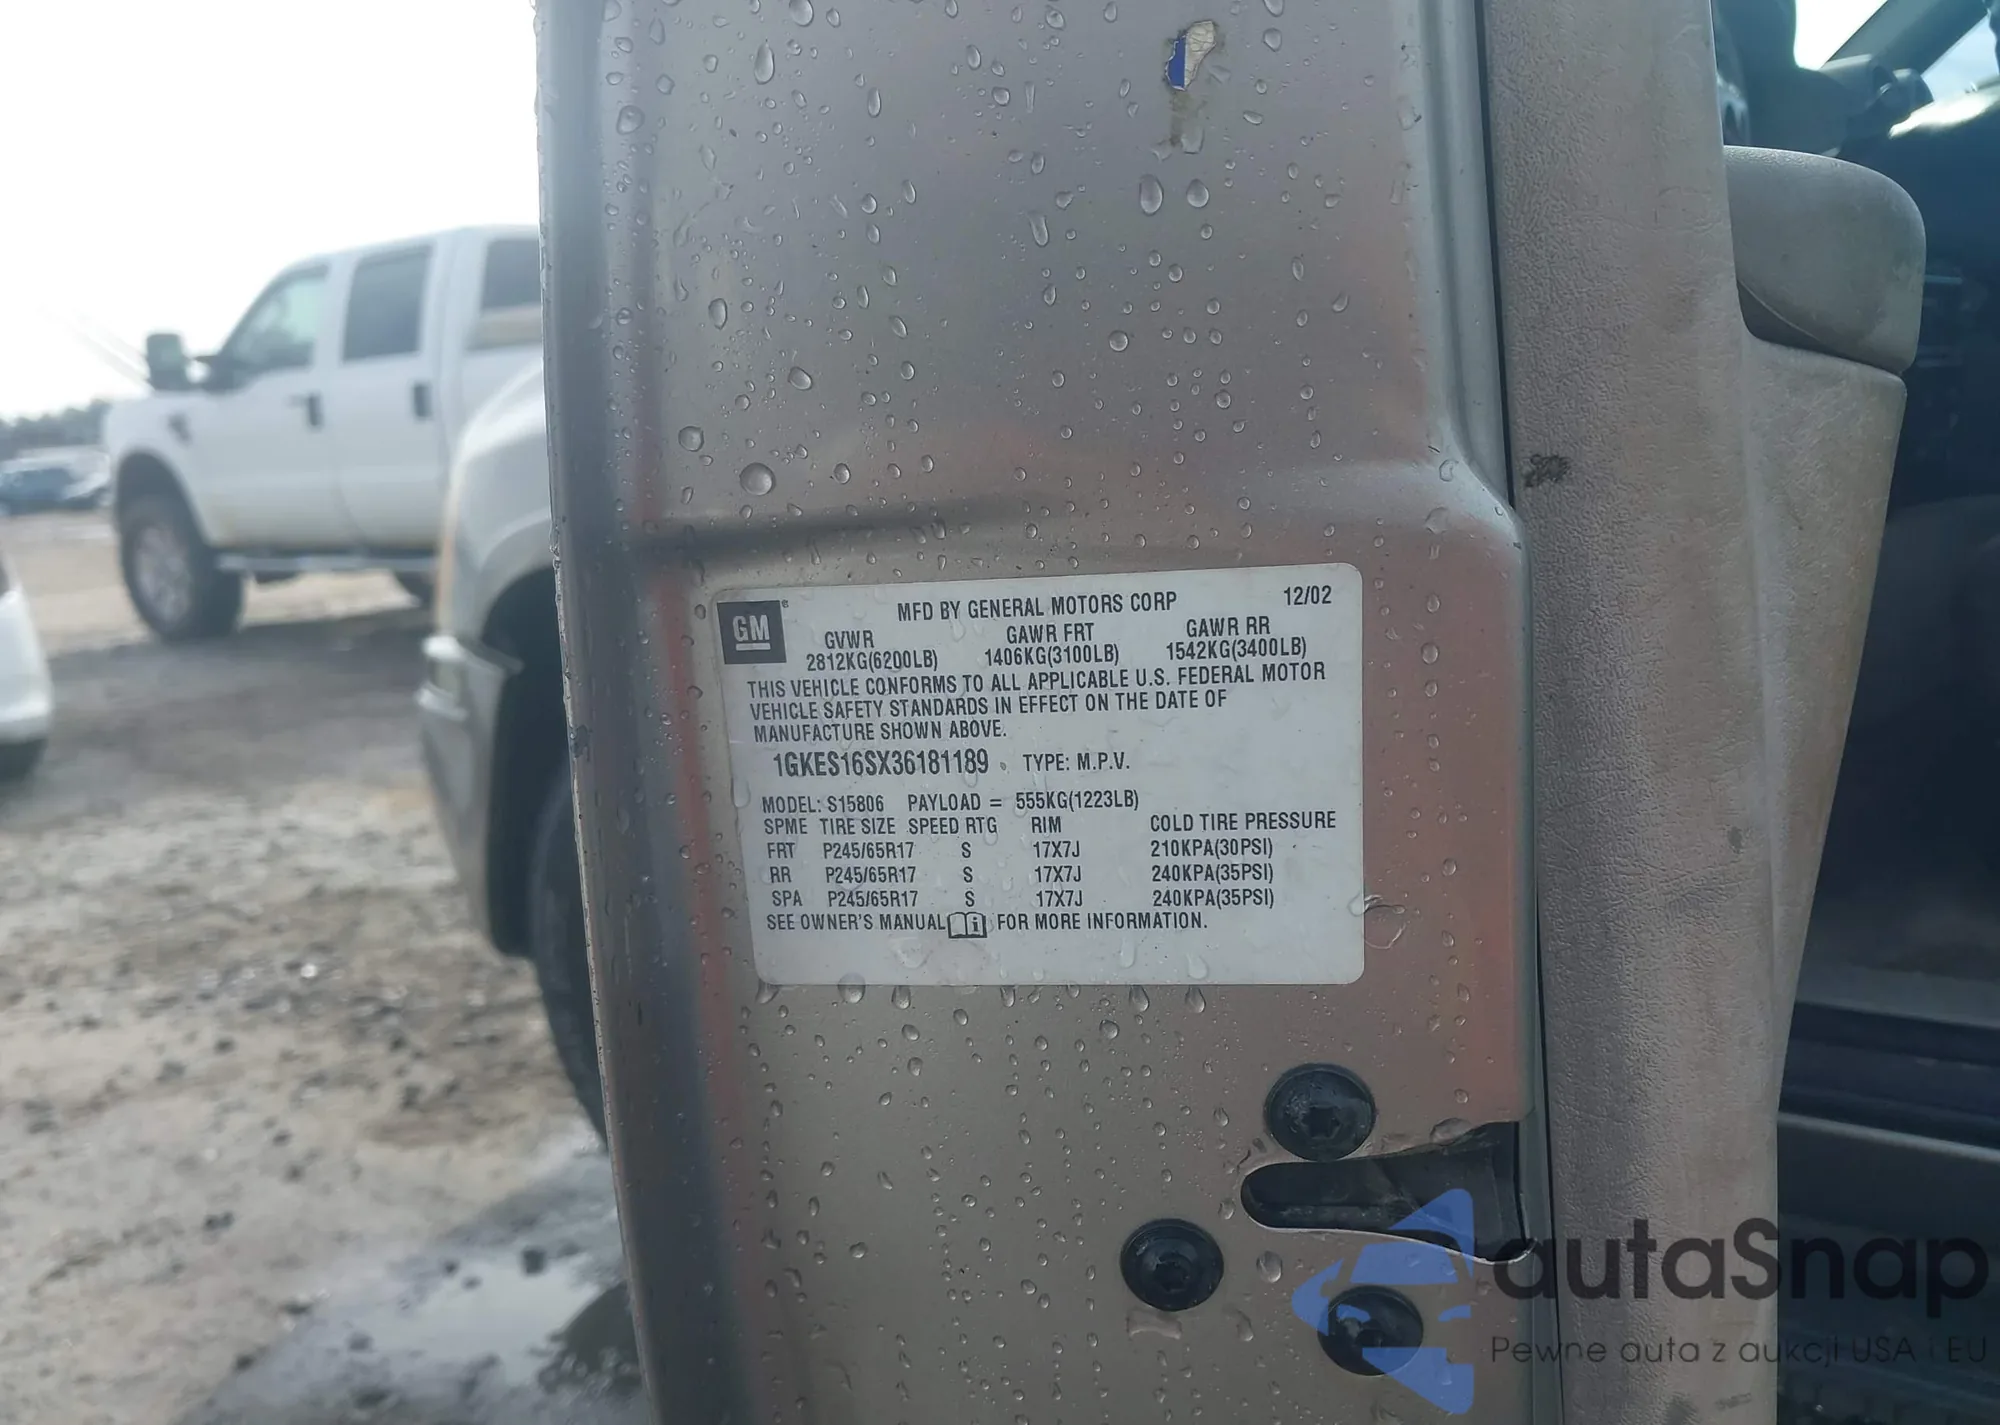 GM®
MFD BY GENERAL MOTORS CORP 12/02
GVWR GAWR FRT GAWR RR
2812KG(6200LB) 1406KG(3100LB) 1542KG(3400LB)
THIS VEHICLE CONFORMS TO ALL APPLICABLE U.S. FEDERAL MOTOR
VEHICLE SAFETY STANDARDS IN EFFECT ON THE DATE OF
MANUFACTURE SHOWN ABOVE.
1GKES16SX36181189 TYPE: M.P.V.
MODEL: S15806 PAYLOAD = 555KG(1223LB)
SPME TIRE SIZE SPEED RTG RIM COLD TIRE PRESSURE
FRT P245/65R17 S 17X7J 210KPA(30PSI)
RR P245/65R17 S 17X7J 240KPA(35PSI)
SPA P245/65R17 S 17X7J 240KPA(35PSI)
SEE OWNER'S MANUAL i FOR MORE INFORMATION.
autaSnap
Pewne auta z aukcji USA i EU